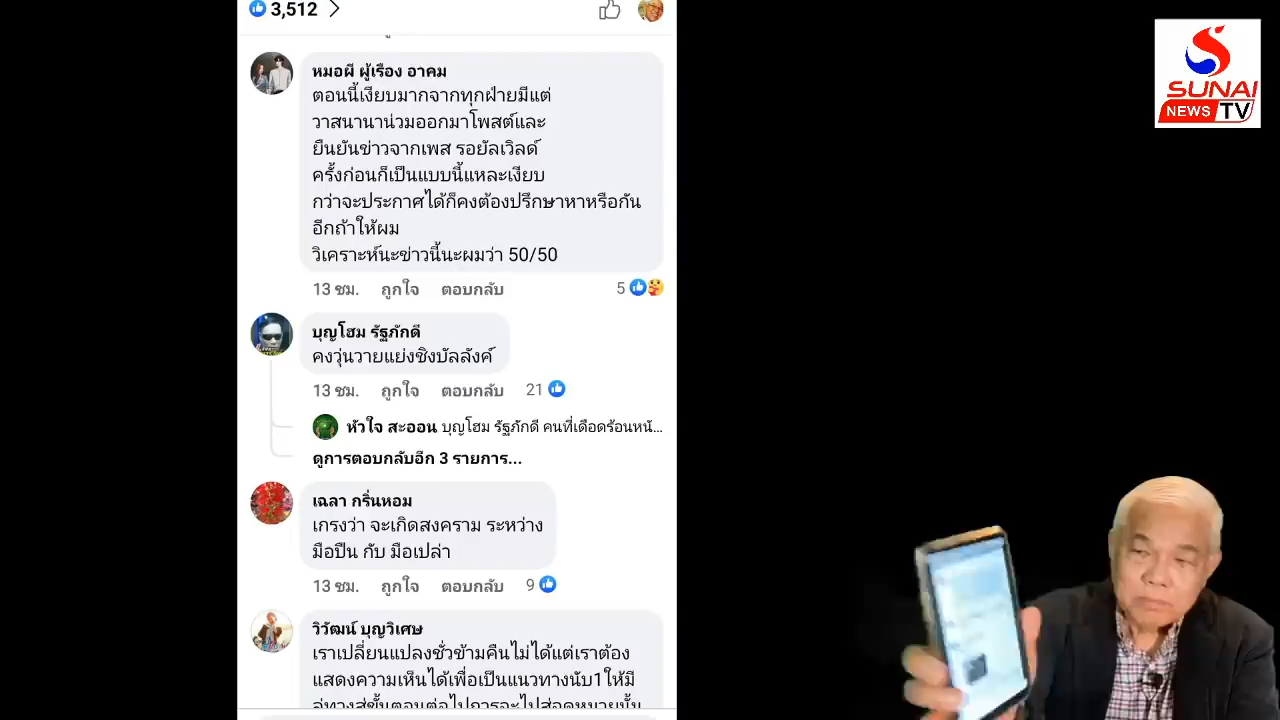 3,512
หมอผี ผู้เรือง อาคม
ตอนนี้เงียบมากจากทุกฝ่ายมีแต่
วาสนานาน่วมออกมาโพสต์และ
ยืนยันข่าวจากเพส รอยัลเวิลด์
ครั้งก่อนก็เป็นแบบนี้แหละเงียบ
กว่าจะประกาศได้ก็คงต้องปรึกษาหาหรือกัน
อีกถ้าให้ผม
วิเคราะห์นะข่าวนี้นะผมว่า 50/50
13 ชม. ถูกใจ ตอบกลับ 5
บุญโฮม รัฐภักดี
คงวุ่นวายแย่งชิงบัลลังค์
13 ชม. ถูกใจ ตอบกลับ 21
หัวใจ สะออน บุญโฮม รัฐภักดี คนที่เดือดร้อนหนั...
ดูการตอบกลับอีก 3 รายการ...
เฉลา กริ่นหอม
เกรงว่า จะเกิดสงคราม ระหว่าง
มือปืน กับ มือเปล่า
13 ชม. ถูกใจ ตอบกลับ 9
วิวัฒน์ บุญวิเศษ
เราเปลี่ยนแปลงชั่วข้ามคืนไม่ได้แต่เราต้อง
แสดงความเห็นได้เพื่อเป็นแนวทางนับ1ให้มี
SUNAI
NEWS TV